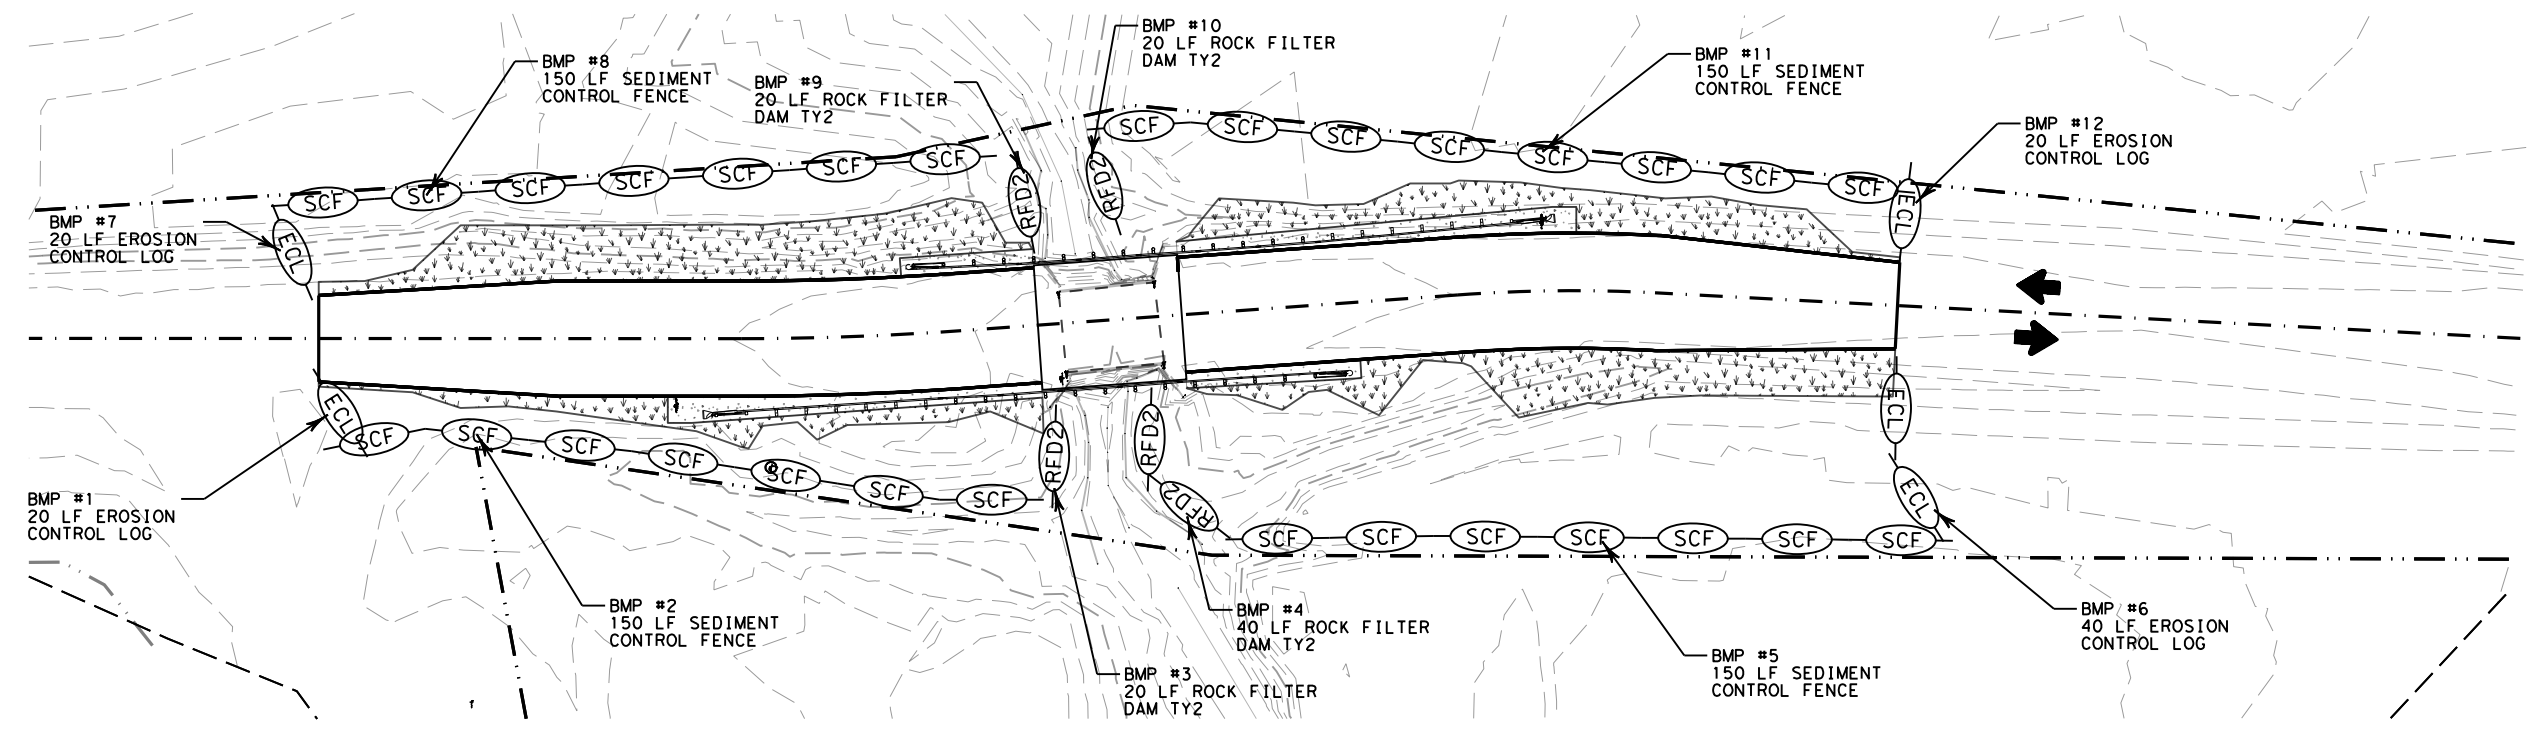 BMP #10
20 LF ROCK FILTER
DAM TY2
BMP #8
150 LF SEDIMENT
CONTROL FENCE
BMP #9
20 LF ROCK FILTER
DAM TY2
BMP #11
150 LF SEDIMENT
CONTROL FENCE
BMP #12
20 LF EROSION
CONTROL LOG
SCF
SCF
SCF
SCF
SCF
SCF
SCF
RFD2
RFD2
SCF
SCF
SCF
SCF
SCF
SCF
SCF
SCF
ECL
BMP #7
20 LF EROSION
CONTROL LOG
ECL
ECL
SCF
SCF
SCF
SCF
SCF
SCF
SCF
RFD2
RFD2
RFD2
SCF
SCF
SCF
SCF
SCF
SCF
SCF
ECL
ECL
BMP #1
20 LF EROSION
CONTROL LOG
BMP #2
150 LF SEDIMENT
CONTROL FENCE
BMP #4
40 LF ROCK FILTER
DAM TY2
BMP #6
40 LF EROSION
CONTROL LOG
BMP #3
20 LF ROCK FILTER
DAM TY2
BMP #5
150 LF SEDIMENT
CONTROL FENCE